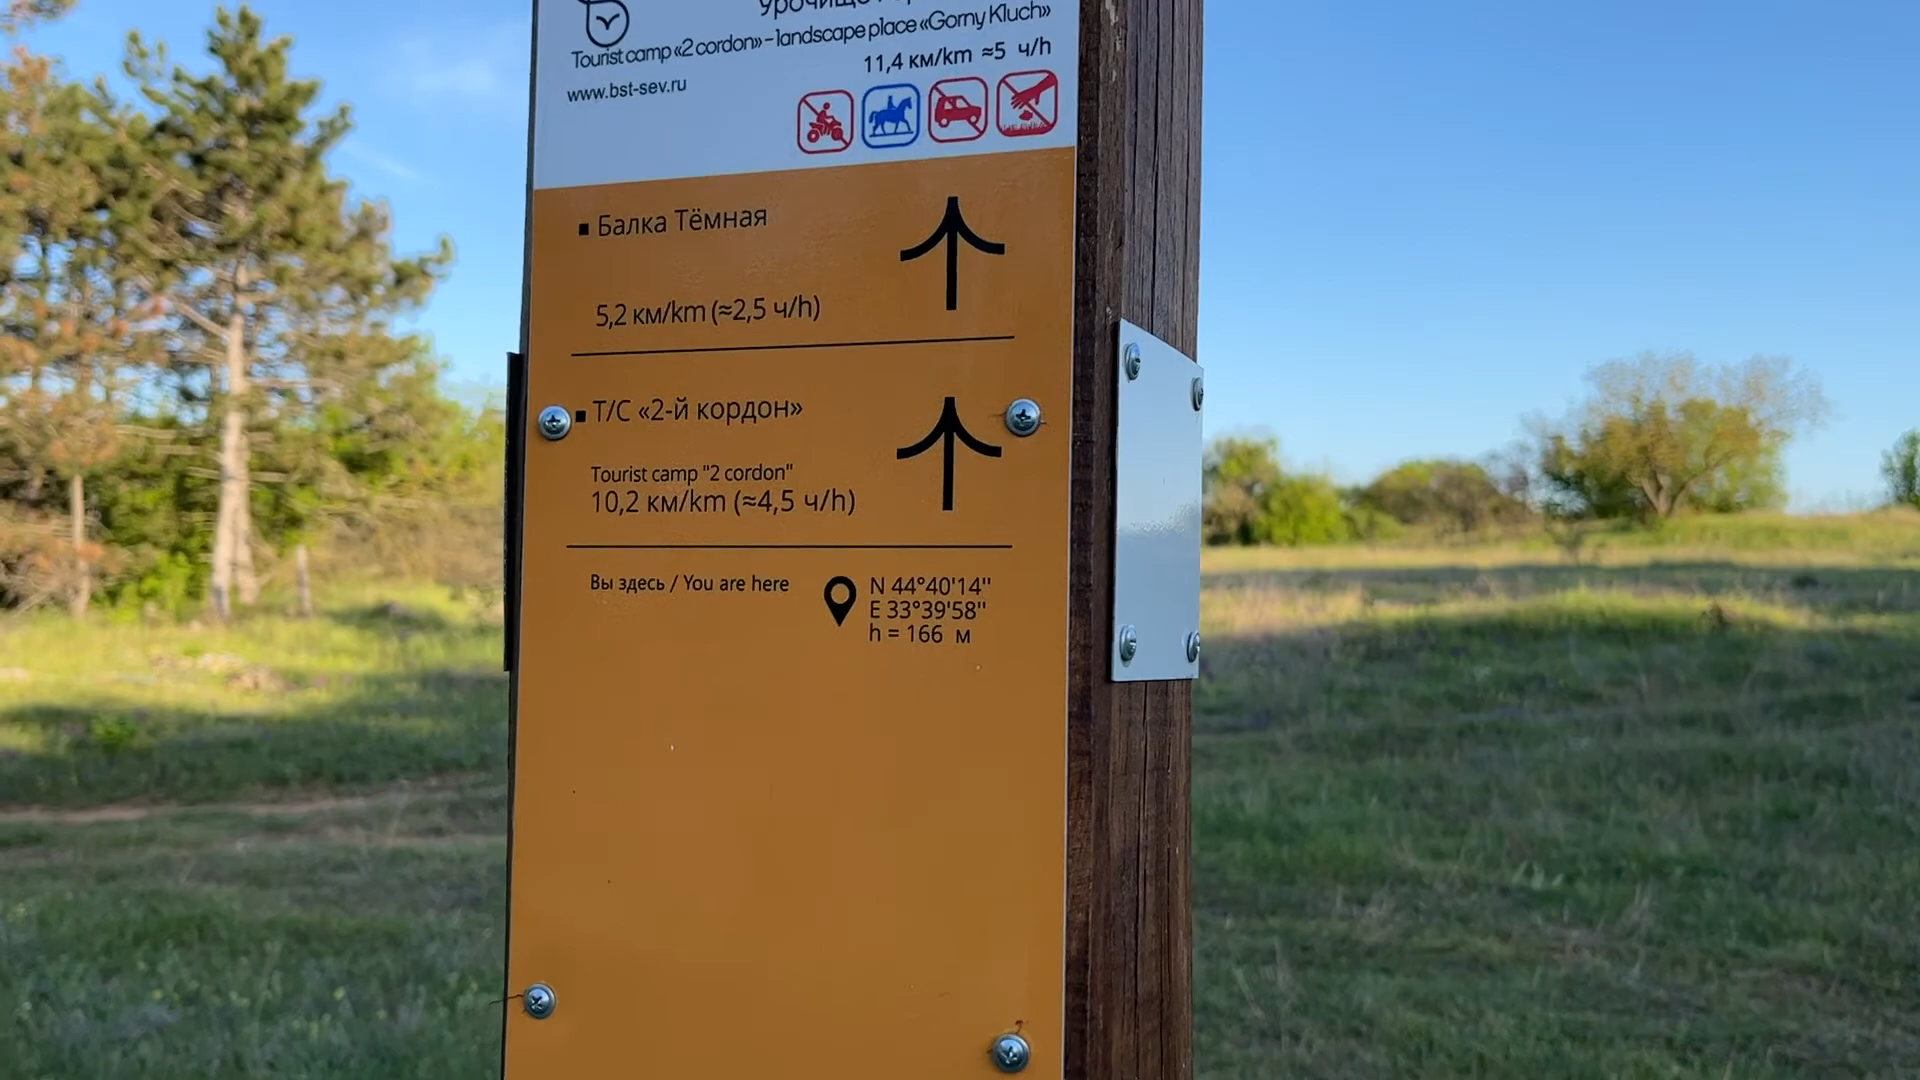 Tourist camp «2 cordon» – landscape place «Gorny Kluch»
11,4 км/km ≈5 ч/h
www.bst-sev.ru
▪ Балка Тёмная
5,2 км/km (≈2,5 ч/h)
▪ Т/С «2-й кордон»
Tourist camp "2 cordon"
10,2 км/km (≈4,5 ч/h)
Вы здесь / You are here
N 44°40'14''
E 33°39'58''
h = 166 м